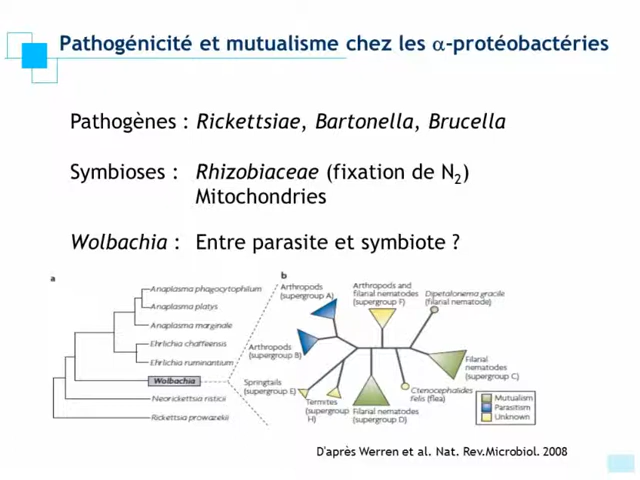 Pathogénicité et mutualisme chez les α-protéobactéries
Pathogènes : Rickettsiae, Bartonella, Brucella
Symbioses : Rhizobiaceae (fixation de N2)
Mitochondries
Wolbachia : Entre parasite et symbiote ?
a
Anaplasma phagocytophilum
Anaplasma platys
Anaplasma marginale
Ehrlichia chaffeensis
Ehrlichia ruminantium
Wolbachia
Neorickettsia risticii
Rickettsia prowazekii
b
Arthropods
(supergroup A)
Arthropods and
filarial nematodes
(supergroup F)
Dipetalonema gracile
(filarial nematode)
Arthropods
(supergroup B)
Filarial
nematodes
(supergroup C)
Springtails
(supergroup E)
Termites
(supergroup
H)
Filarial nematodes
(supergroup D)
Ctenocephalides
felis (flea)
Mutualism
Parasitism
Unknown
D'après Werren et al. Nat. Rev.Microbiol. 2008